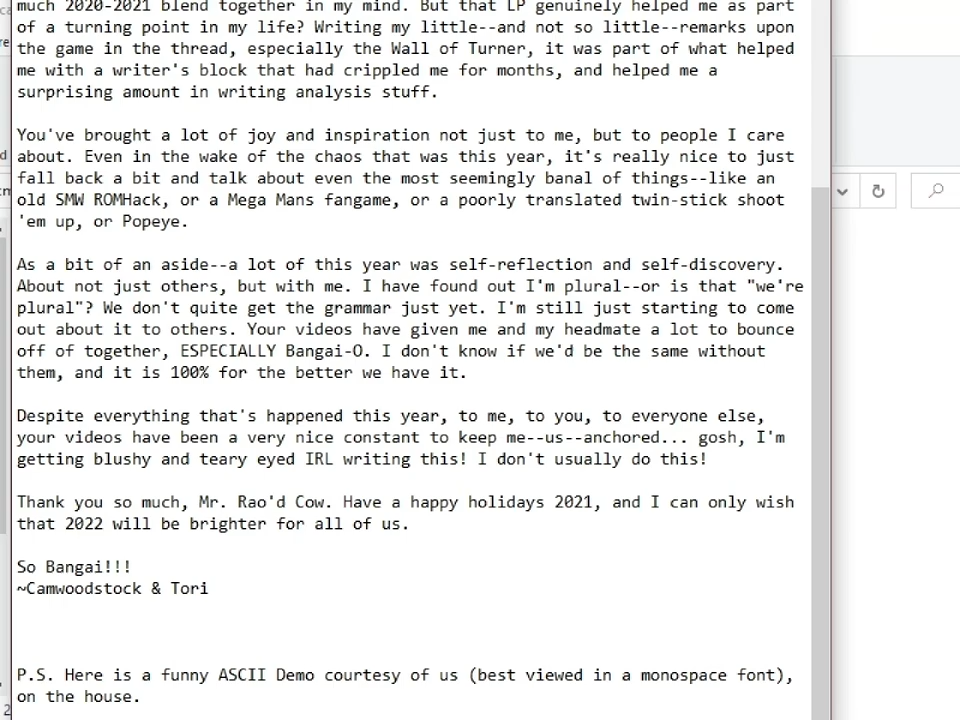 much 2020-2021 blend together in my mind. But that LP genuinely helped me as part
of a turning point in my life? Writing my little--and not so little--remarks upon
the game in the thread, especially the Wall of Turner, it was part of what helped
me with a writer's block that had crippled me for months, and helped me a
surprising amount in writing analysis stuff.
You've brought a lot of joy and inspiration not just to me, but to people I care
about. Even in the wake of the chaos that was this year, it's really nice to just
fall back a bit and talk about even the most seemingly banal of things--like an
old SMW ROMHack, or a Mega Mans fangame, or a poorly translated twin-stick shoot
'em up, or Popeye.
As a bit of an aside--a lot of this year was self-reflection and self-discovery.
About not just others, but with me. I have found out I'm plural--or is that "we're
plural"? We don't quite get the grammar just yet. I'm still just starting to come
out about it to others. Your videos have given me and my headmate a lot to bounce
off of together, ESPECIALLY Bangai-O. I don't know if we'd be the same without
them, and it is 100% for the better we have it.
Despite everything that's happened this year, to me, to you, to everyone else,
your videos have been a very nice constant to keep me--us--anchored... gosh, I'm
getting blushy and teary eyed IRL writing this! I don't usually do this!
Thank you so much, Mr. Rao'd Cow. Have a happy holidays 2021, and I can only wish
that 2022 will be brighter for all of us.
So Bangai!!!
~Camwoodstock & Tori
P.S. Here is a funny ASCII Demo courtesy of us (best viewed in a monospace font),
on the house.